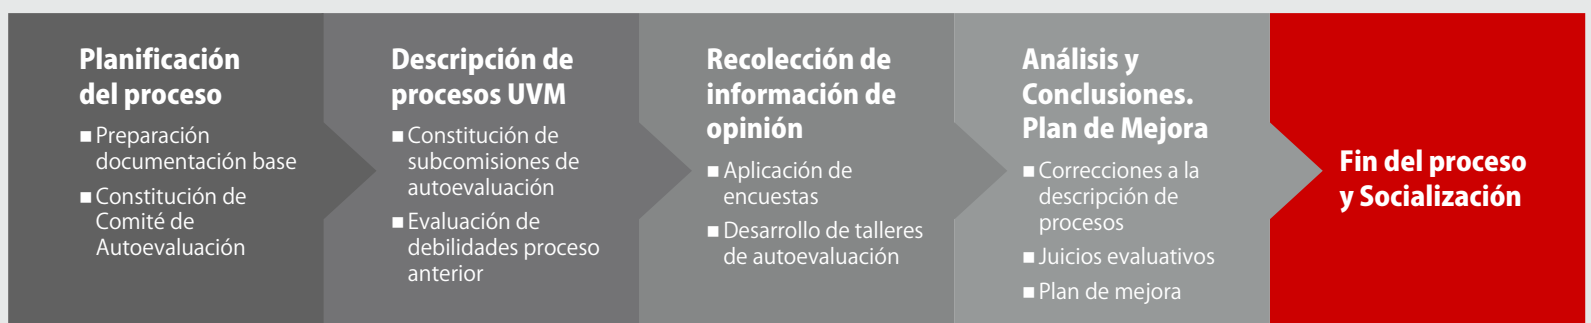 Planificación
del proceso
■ Preparación
documentación base
■ Constitución de
Comité de
Autoevaluación
Descripción de
procesos UVM
■ Constitución de
subcomisiones de
autoevaluación
■ Evaluación de
debilidades proceso
anterior
Recolección de
información de
opinión
■ Aplicación de
encuestas
■ Desarrollo de talleres
de autoevaluación
Análisis y
Conclusiones.
Plan de Mejora
■ Correcciones a la
descripción de
procesos
■ Juicios evaluativos
■ Plan de mejora
Fin del proceso
y Socialización